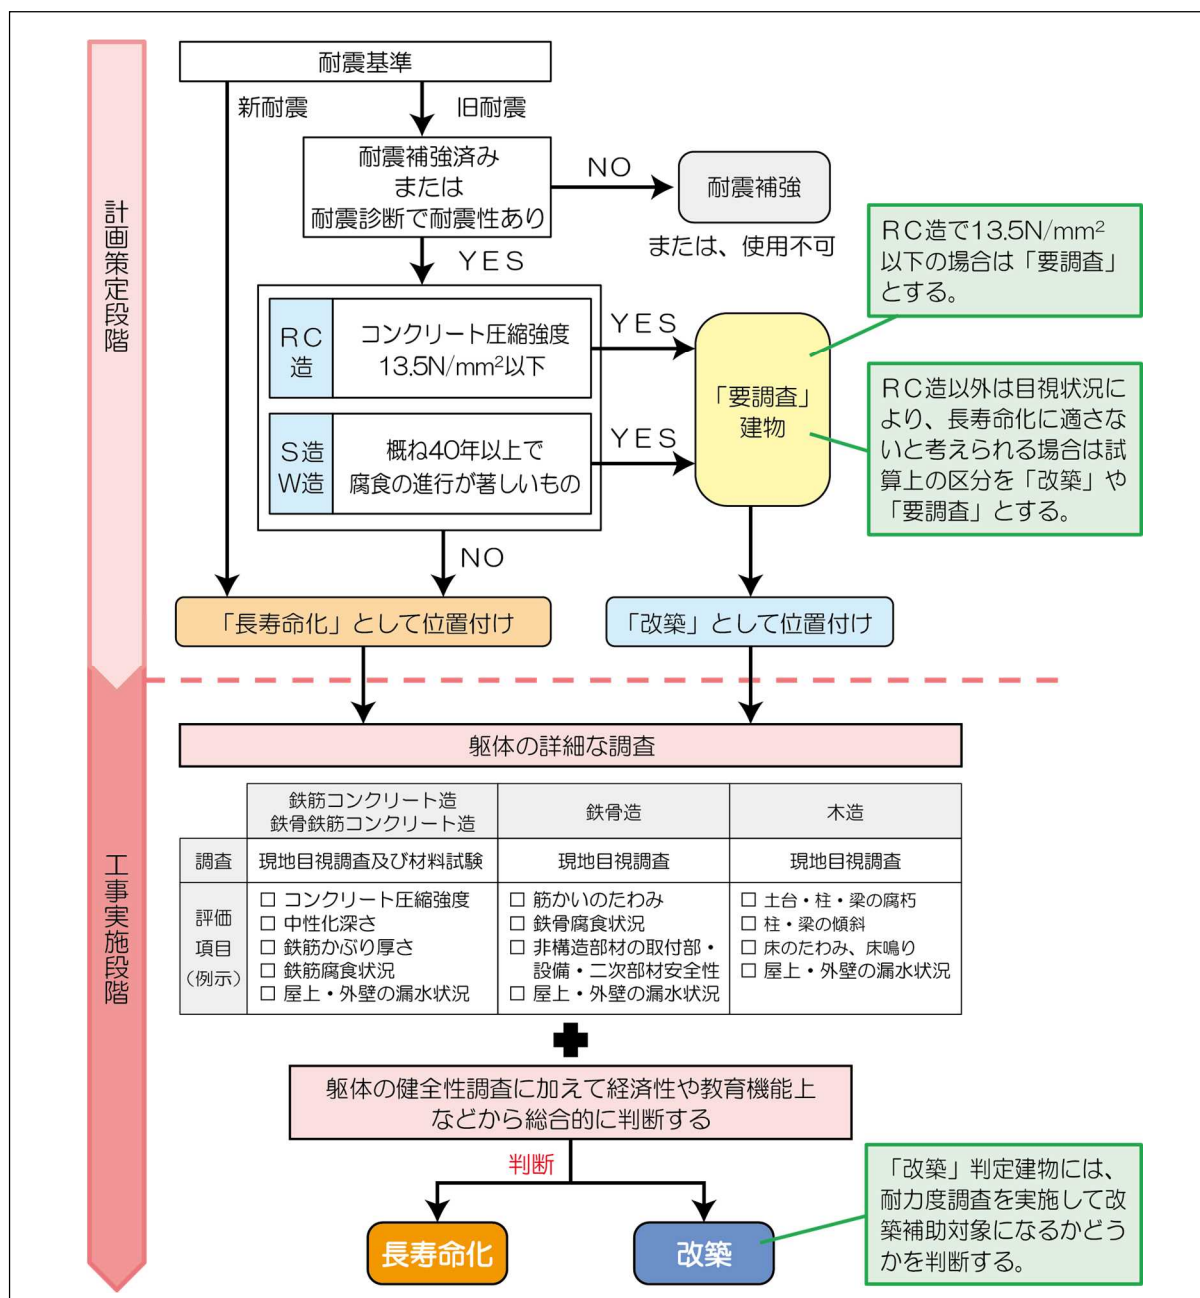 計画策定段階
耐震基準
新耐震
旧耐震
耐震補強済み
または
耐震診断で耐震性あり
NO
耐震補強
または、使用不可
YES
RC
造
コンクリート圧縮強度
13.5N/mm²以下
YES
S造
W造
概ね40年以上で
腐食の進行が著しいもの
YES
「要調査」
建物
RC造で13.5N/mm²
以下の場合は「要調査」
とする。
RC造以外は目視状況に
より、長寿命化に適さな
いと考えられる場合は試
算上の区分を「改築」や
「要調査」とする。
NO
「長寿命化」として位置付け
「改築」として位置付け
工事実施段階
躯体の詳細な調査
鉄筋コンクリート造
鉄骨鉄筋コンクリート造
鉄骨造
木造
調査
現地目視調査及び材料試験
現地目視調査
現地目視調査
評価
項目
(例示)
□ コンクリート圧縮強度
□ 中性化深さ
□ 鉄筋かぶり厚さ
□ 鉄筋腐食状況
□ 屋上・外壁の漏水状況
□ 筋かいのたわみ
□ 鉄骨腐食状況
□ 非構造部材の取付部・
設備・二次部材安全性
□ 屋上・外壁の漏水状況
□ 土台・柱・梁の腐朽
□ 柱・梁の傾斜
□ 床のたわみ、床鳴り
□ 屋上・外壁の漏水状況
躯体の健全性調査に加えて経済性や教育機能上
などから総合的に判断する
判断
長寿命化
改築
「改築」判定建物には、
耐力度調査を実施して改
築補助対象になるかどう
かを判断する。